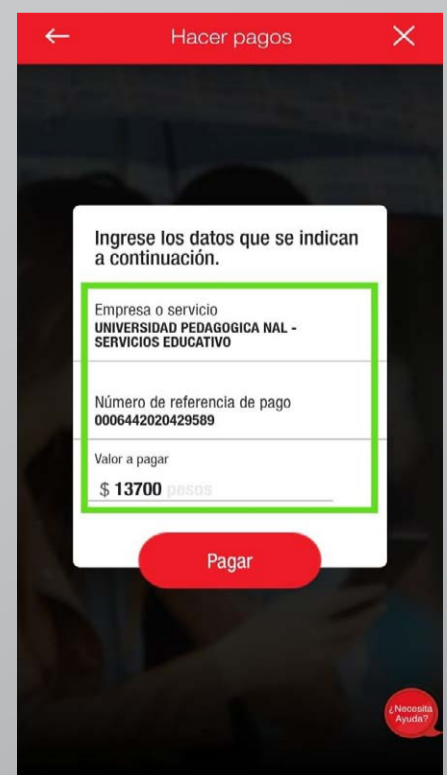 Hacer pagos
Ingrese los datos que se indican
a continuación.
Empresa o servicio
UNIVERSIDAD PEDAGOGICA NAL -
SERVICIOS EDUCATIVO
Número de referencia de pago
0006442020429589
Valor a pagar
$ 13700 pesos
Pagar
¿Necesita
Ayuda?